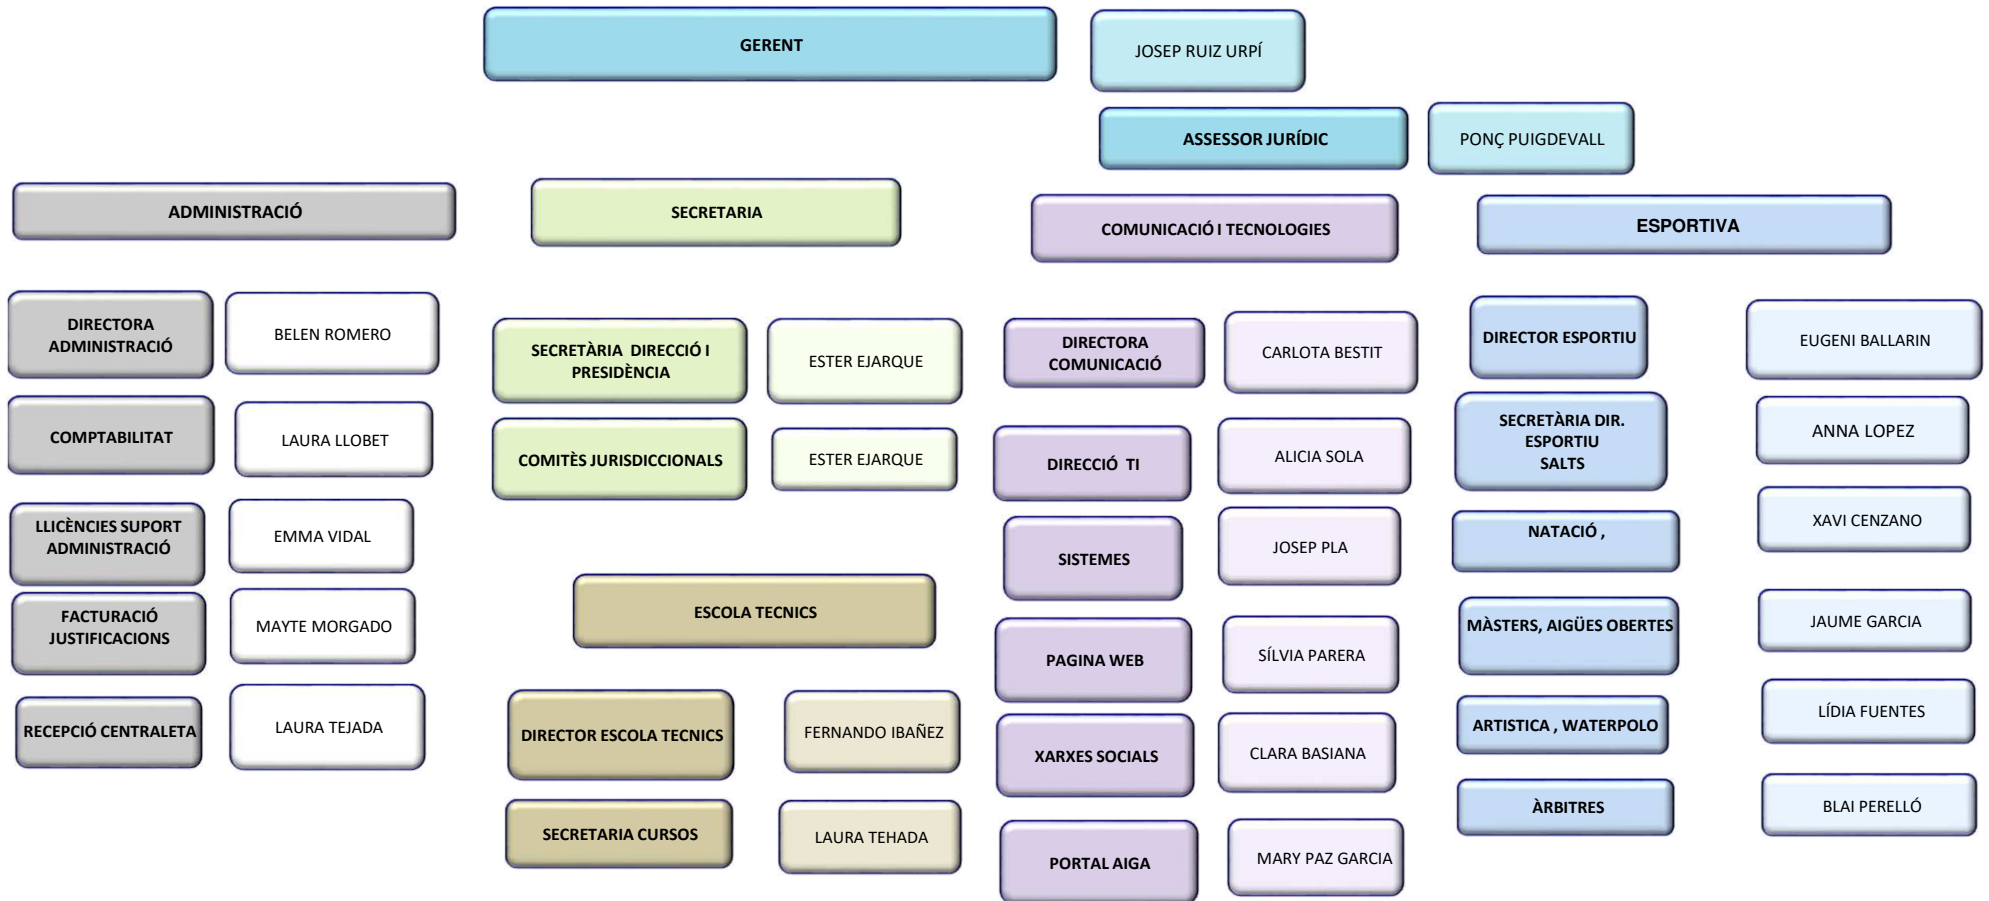 GERENT
JOSEP RUIZ URPÍ
ASSESSOR JURÍDIC
PONÇ PUIGDEVALL
ADMINISTRACIÓ
DIRECTORA
ADMINISTRACIÓ
BELEN ROMERO
COMPTABILITAT
LAURA LLOBET
LLICÈNCIES SUPORT
ADMINISTRACIÓ
EMMA VIDAL
FACTURACIÓ
JUSTIFICACIONS
MAYTE MORGADO
RECEPCIÓ CENTRALETA
LAURA TEJADA
SECRETARIA
SECRETÀRIA DIRECCIÓ I
PRESIDÈNCIA
ESTER EJARQUE
COMITÈS JURISDICCIONALS
ESTER EJARQUE
ESCOLA TECNICS
DIRECTOR ESCOLA TECNICS
FERNANDO IBAÑEZ
SECRETARIA CURSOS
LAURA TEHADA
COMUNICACIÓ I TECNOLOGIES
DIRECTORA
COMUNICACIÓ
CARLOTA BESTIT
DIRECCIÓ TI
ALICIA SOLA
SISTEMES
JOSEP PLA
PAGINA WEB
SÍLVIA PARERA
XARXES SOCIALS
CLARA BASIANA
PORTAL AIGA
MARY PAZ GARCIA
ESPORTIVA
DIRECTOR ESPORTIU
EUGENI BALLARIN
SECRETÀRIA DIR.
ESPORTIU
SALTS
ANNA LOPEZ
NATACIÓ ,
XAVI CENZANO
MÀSTERS, AIGÜES OBERTES
JAUME GARCIA
ARTISTICA , WATERPOLO
LÍDIA FUENTES
ÀRBITRES
BLAI PERELLÓ